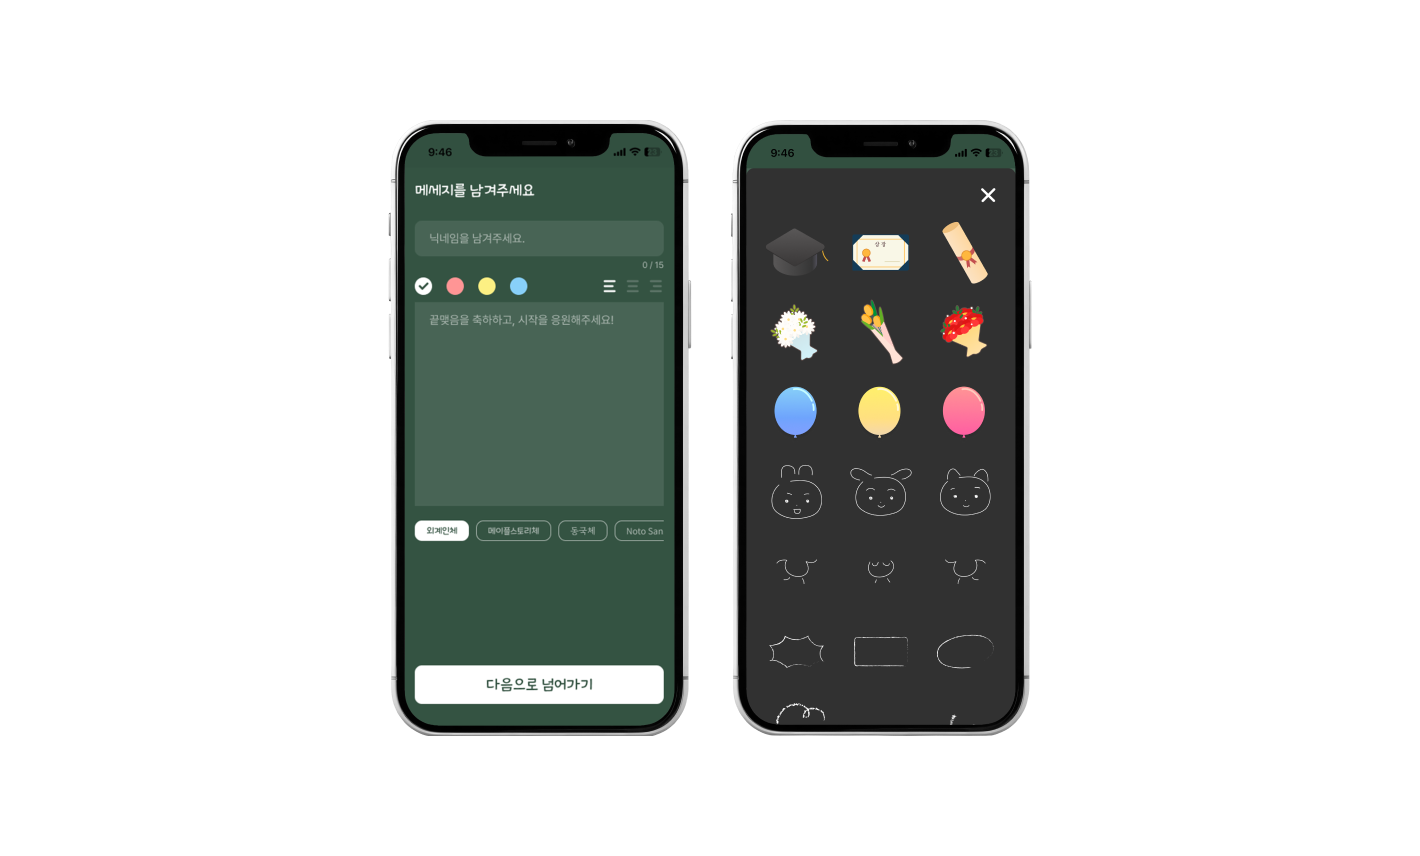 9:46
메세지를 남겨주세요
닉네임을 남겨주세요.
0 / 15
끝맺음을 축하하고, 시작을 응원해주세요!
외계인체
메이플스토리체
동국체
Noto San
다음으로 넘어가기
9:46
상 장